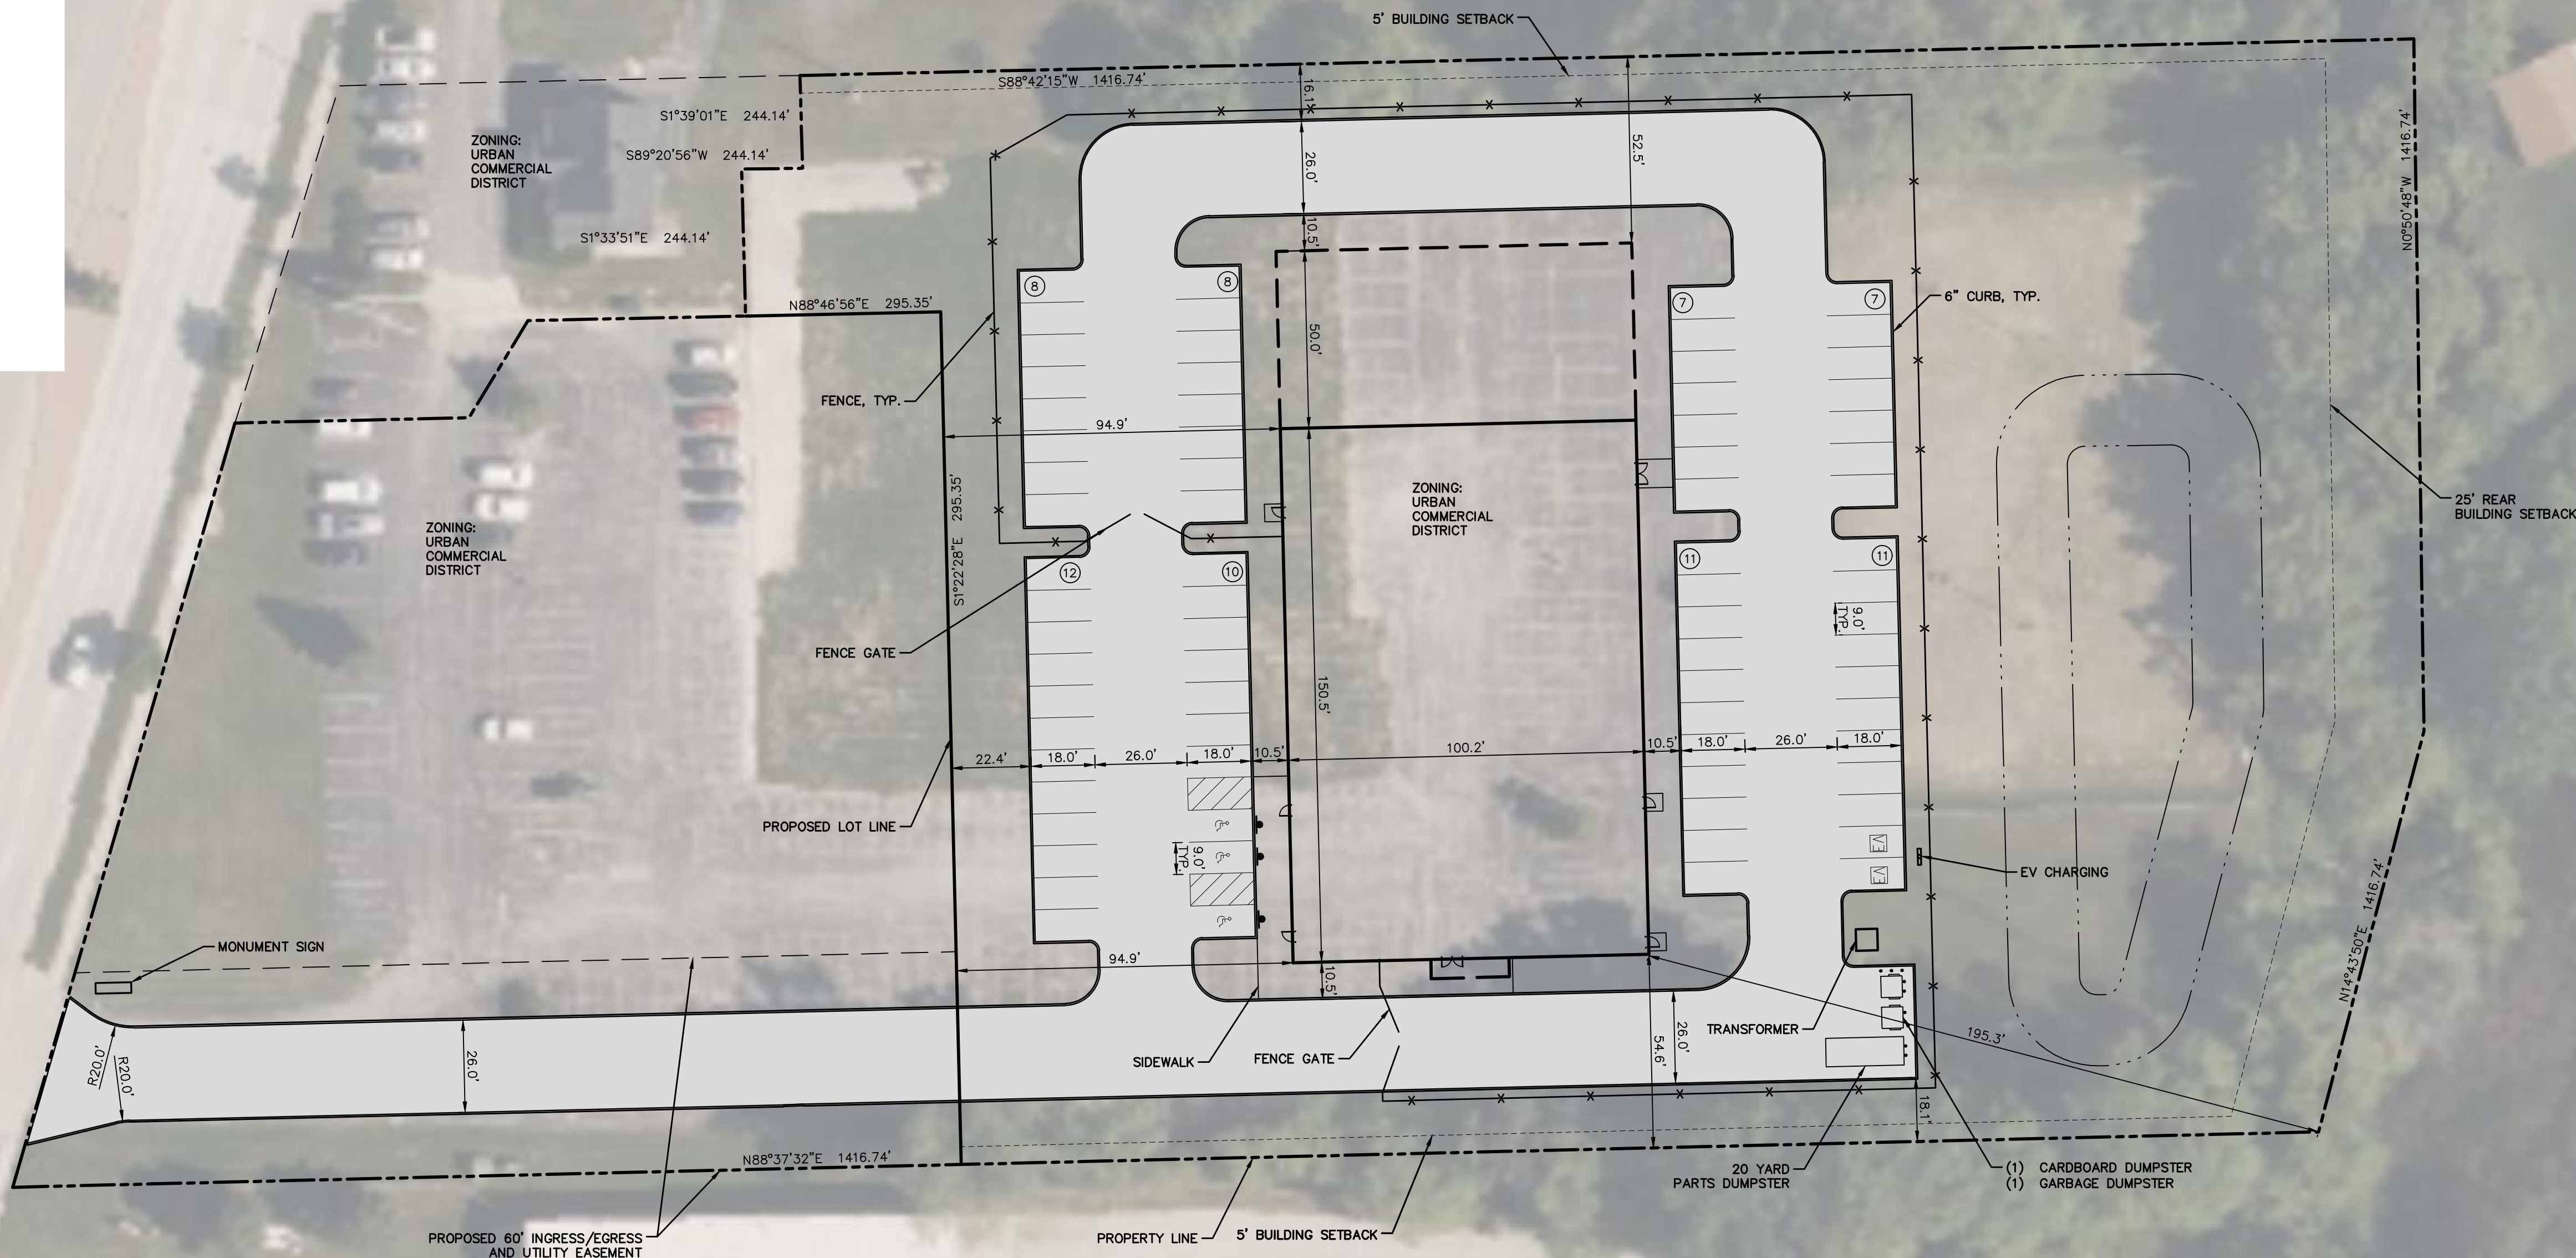 5' BUILDING SETBACK
S88°42'15"W 1416.74'
16.1'
S1°39'01"E 244.14'
N0°50'48"W 1416.74'
ZONING:
URBAN
COMMERCIAL
DISTRICT
S89°20'56"W 244.14'
26.0'
52.5'
S1°33'51"E 244.14'
10.5'
8
8
7
7
6" CURB, TYP.
N88°46'56"E 295.35'
50.0'
FENCE, TYP.
94.9'
S1°22'28"E 295.35'
ZONING:
URBAN
COMMERCIAL
DISTRICT
25' REAR
BUILDING SETBACK
ZONING:
URBAN
COMMERCIAL
DISTRICT
12
10
11
11
9.0'
TYP.
FENCE GATE
150.5'
22.4'
18.0'
26.0'
18.0'
10.5'
100.2'
10.5'
18.0'
26.0'
18.0'
PROPOSED LOT LINE
9.0'
TYP.
EV
EV
EV CHARGING
N14°43'50"E 1416.74'
MONUMENT SIGN
94.9'
10.5'
R20.0'
R20.0'
26.0'
SIDEWALK
FENCE GATE
54.6'
26.0'
TRANSFORMER
195.3'
18.1'
N88°37'32"E 1416.74'
20 YARD
PARTS DUMPSTER
(1) CARDBOARD DUMPSTER
(1) GARBAGE DUMPSTER
PROPOSED 60' INGRESS/EGRESS
AND UTILITY EASEMENT
PROPERTY LINE
5' BUILDING SETBACK